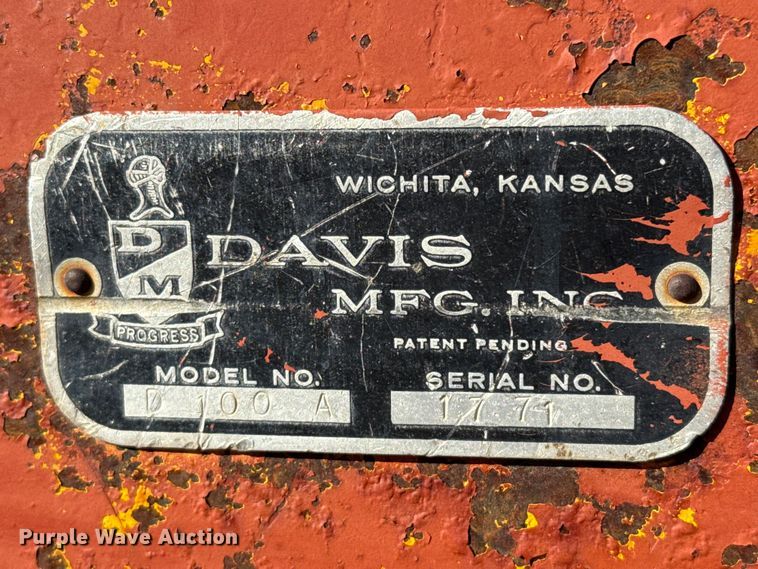 WICHITA, KANSAS
D
M
DAVIS
MFG. INC
PROGRESS
PATENT PENDING
MODEL NO.
SERIAL NO.
D 100 A
1771
Purple Wave Auction